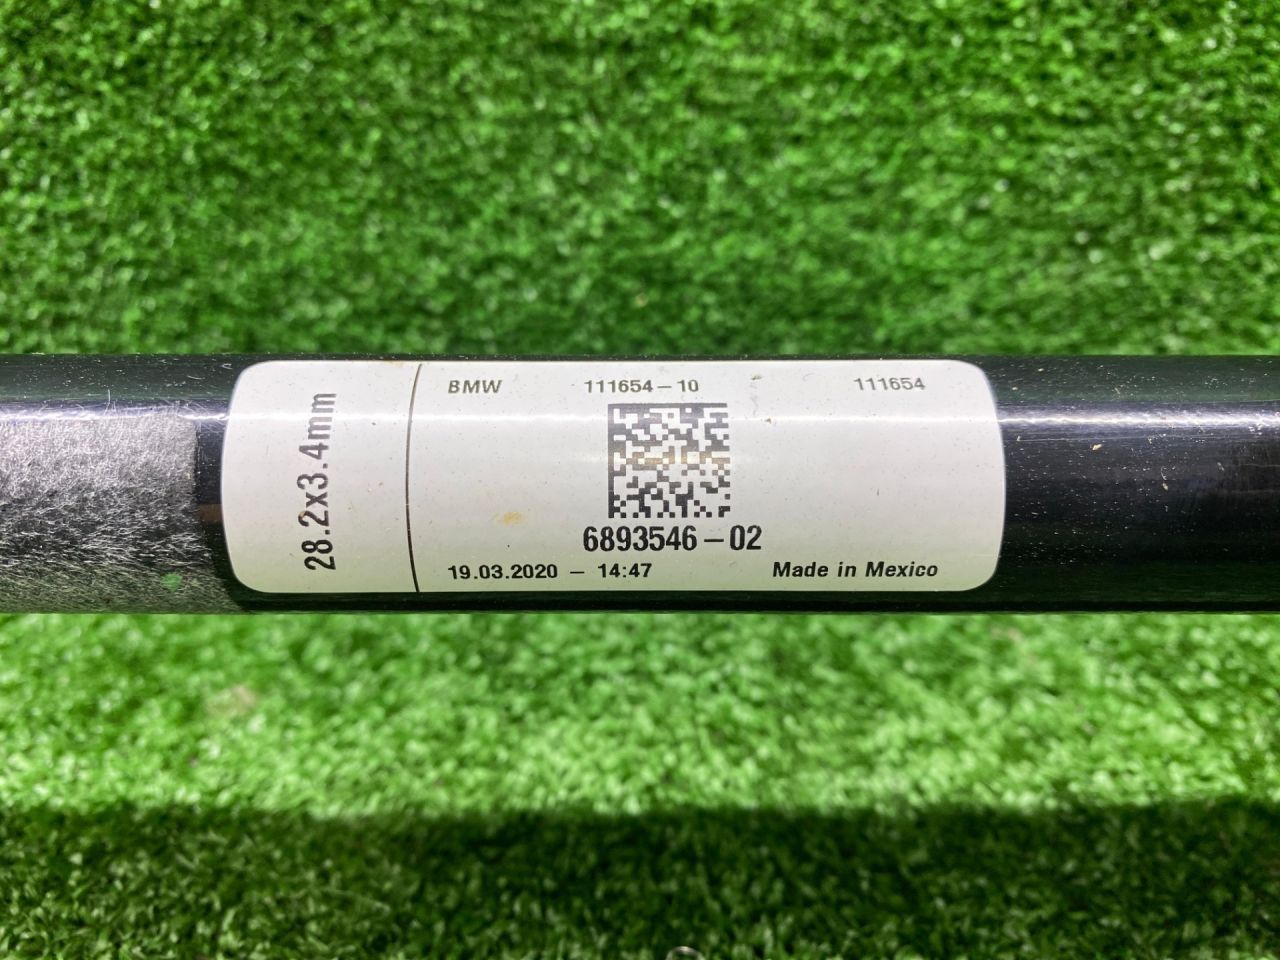 28.2x3.4mm
BMW 111654-10 111654
6893546-02
19.03.2020 - 14:47 Made in Mexico